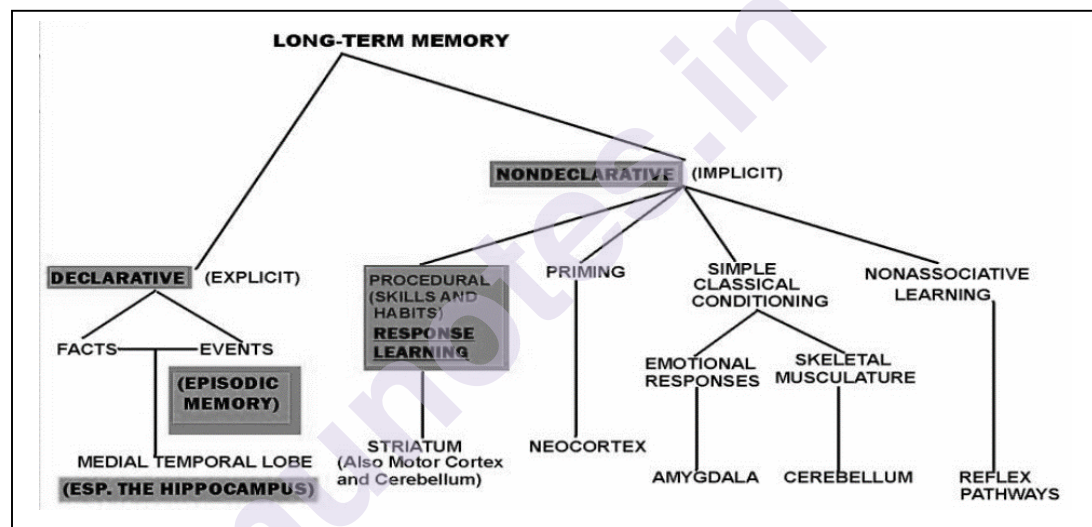 LONG-TERM MEMORY
NONDECLARATIVE (IMPLICIT)
DECLARATIVE (EXPLICIT)
FACTS EVENTS
(EPISODIC
MEMORY)
MEDIAL TEMPORAL LOBE
(ESP. THE HIPPOCAMPUS)
PROCEDURAL
(SKILLS AND
HABITS)
RESPONSE
LEARNING
STRIATUM
(Also Motor Cortex
and Cerebellum)
PRIMING
NEOCORTEX
SIMPLE
CLASSICAL
CONDITIONING
EMOTIONAL
RESPONSES
AMYGDALA
SKELETAL
MUSCULATURE
CEREBELLUM
NONASSOCIATIVE
LEARNING
REFLEX
PATHWAYS
unotes.in